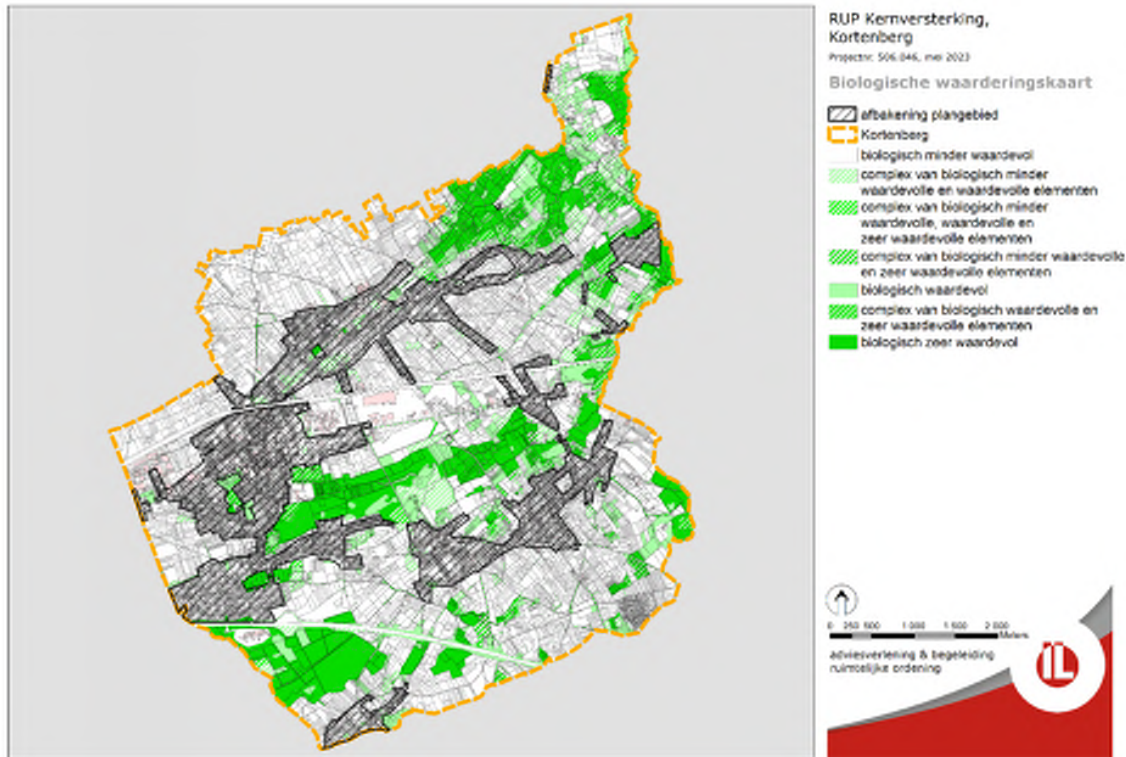 RUP Kernversterking,
Kortenberg
Projectnr: 506.046, mei 2023
Biologische waarderingskaart
afbakening plangebied
Kortenberg
biologisch minder waardevol
complex van biologisch minder
waardevolle en waardevolle elementen
complex van biologisch minder
waardevolle, waardevolle en
zeer waardevolle elementen
complex van biologisch minder waardevolle
en zeer waardevolle elementen
biologisch waardevol
complex van biologisch waardevolle en
zeer waardevolle elementen
biologisch zeer waardevol
0 250 500 1 000 1 500 2 000
Meters
adviesverlening & begeleiding
ruimtelijke ordening
IL